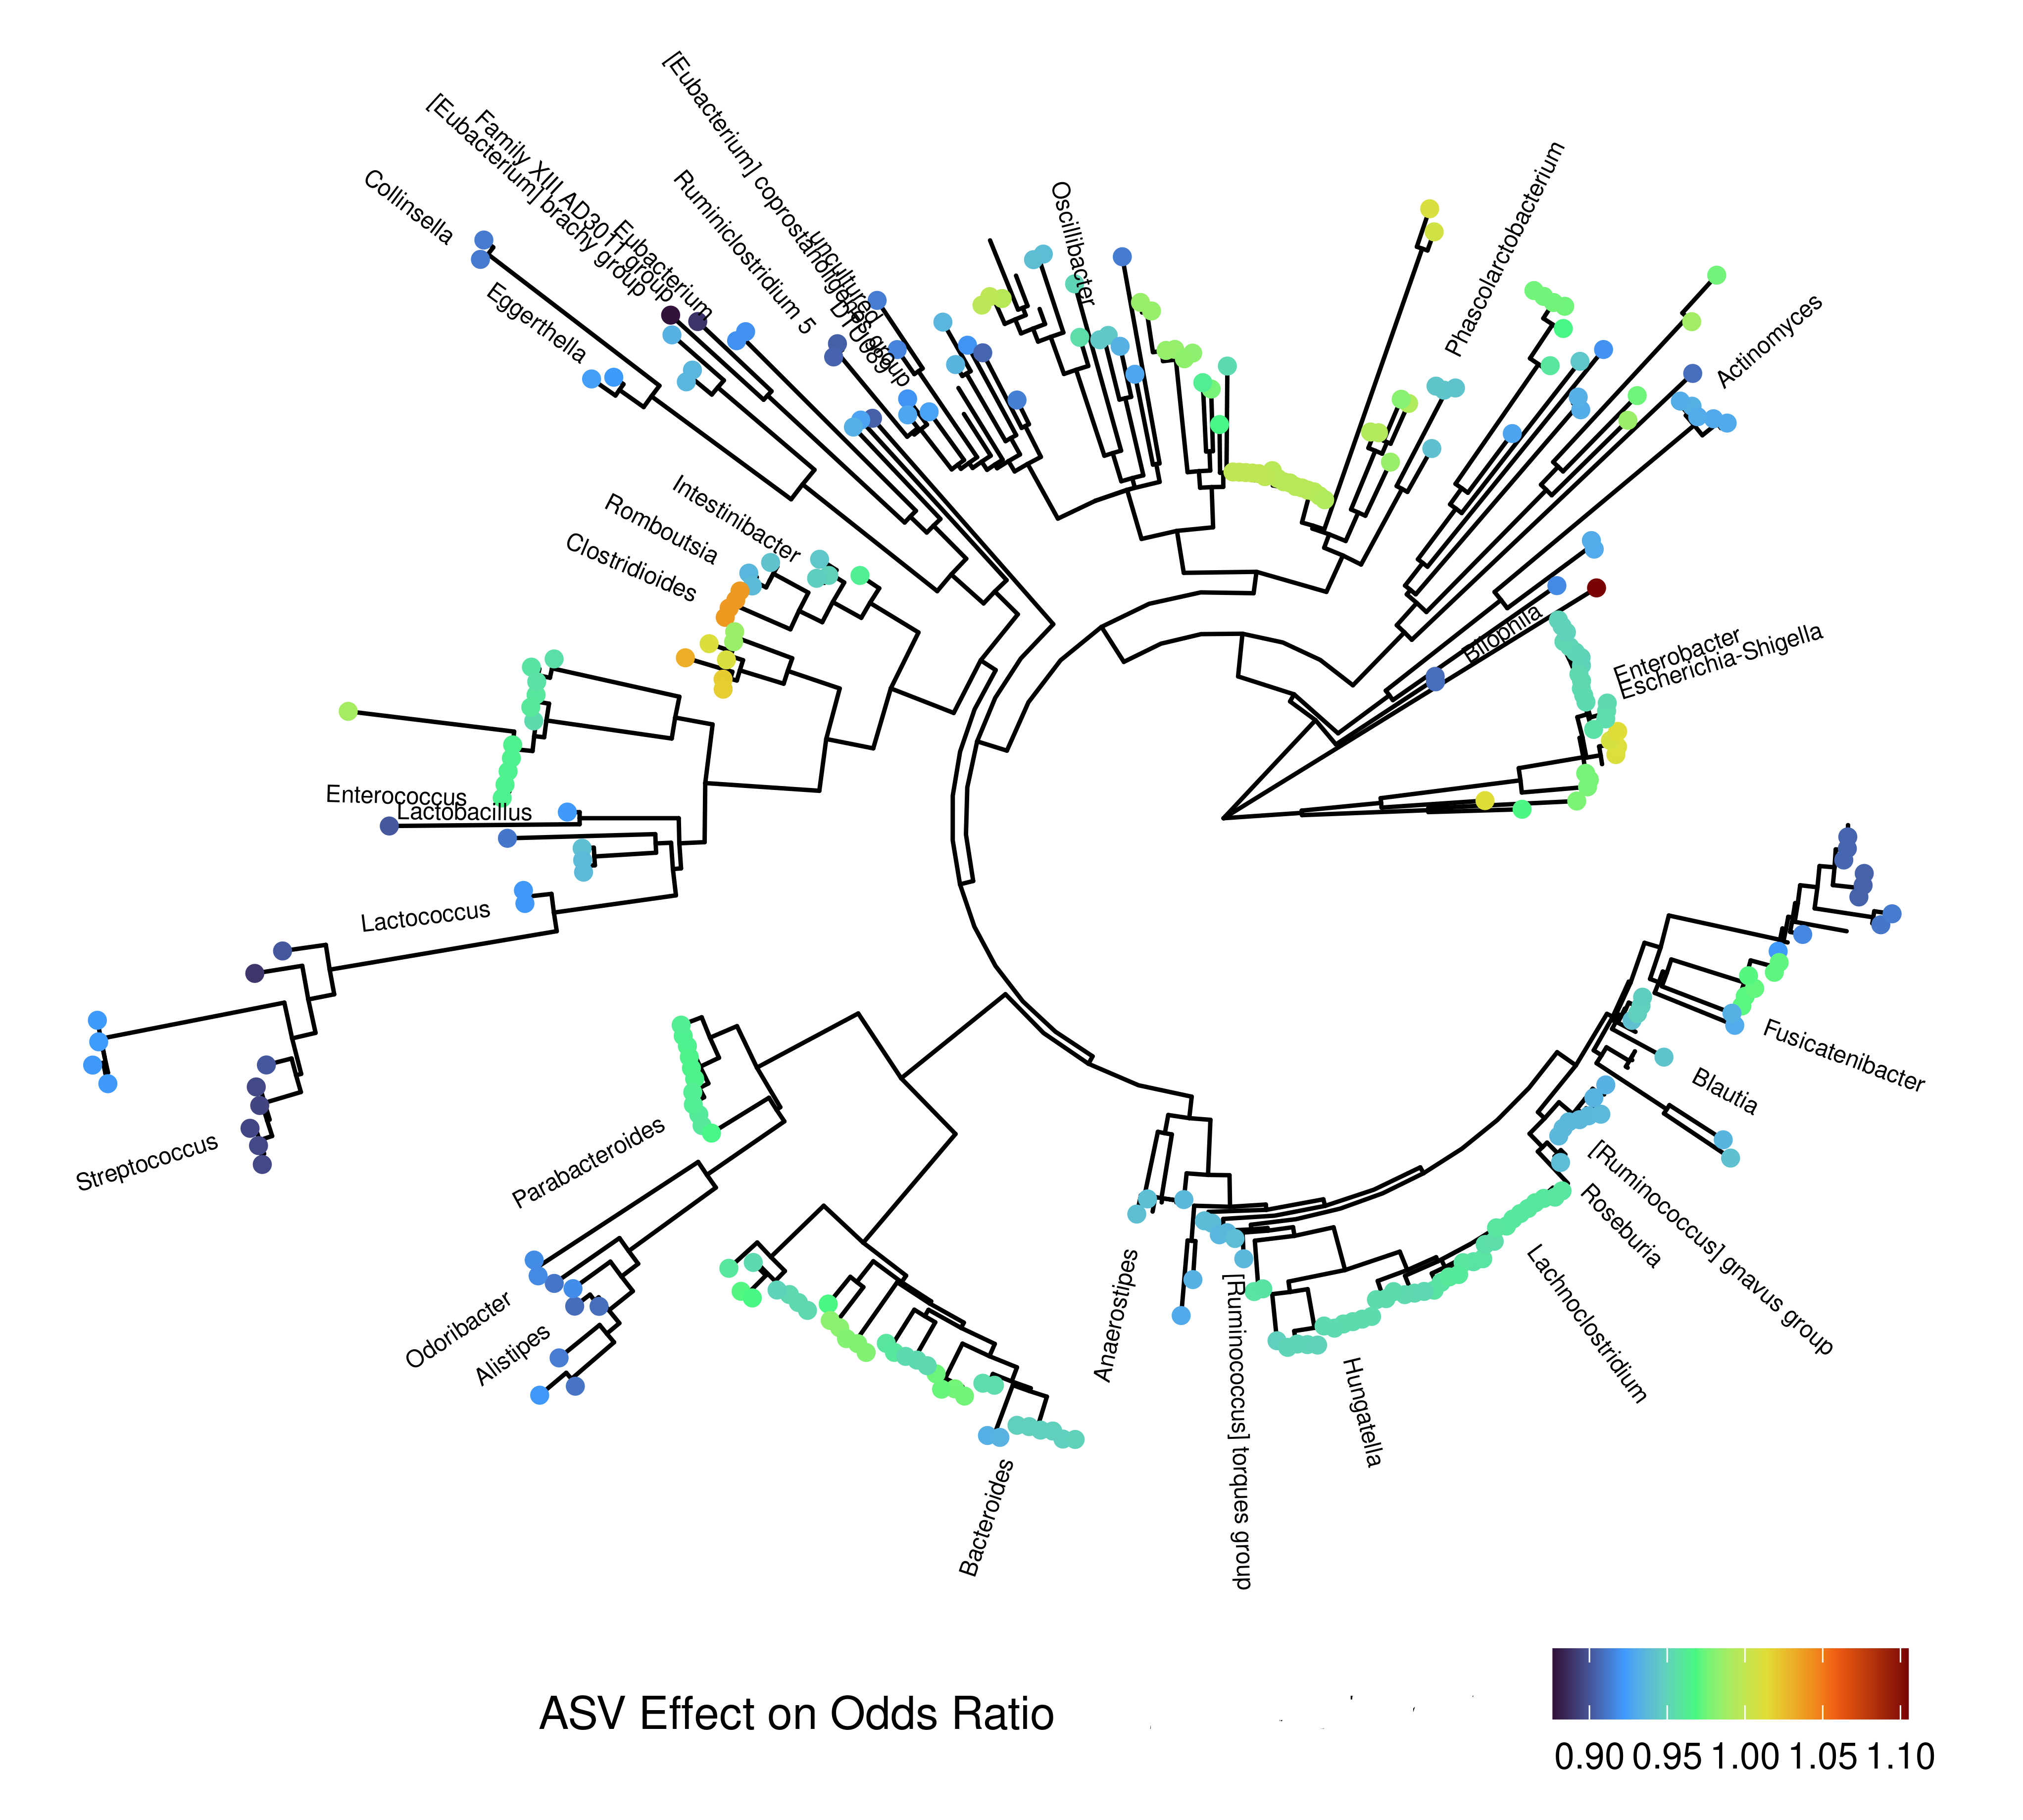 [Eubacterium] coprostanoligenes group
Family XIII AD3011 group
[Eubacterium] brachy group
Collinsella
Eubacterium
Ruminiclostridium 5
uncultured
DTU089
Oscillibacter
Phascolarctobacterium
Eggerthella
Actinomyces
Intestinibacter
Romboutsia
Clostridioides
Bilophila
Enterobacter
Escherichia-Shigella
Enterococcus
Lactobacillus
Lactococcus
Streptococcus
Parabacteroides
Odoribacter
Alistipes
Bacteroides
Anaerostipes
[Ruminococcus] torques group
Hungatella
Lachnoclostridium
Roseburia
[Ruminococcus] gnavus group
Blautia
Fusicatenibacter
ASV Effect on Odds Ratio
0.90 0.95 1.00 1.05 1.10